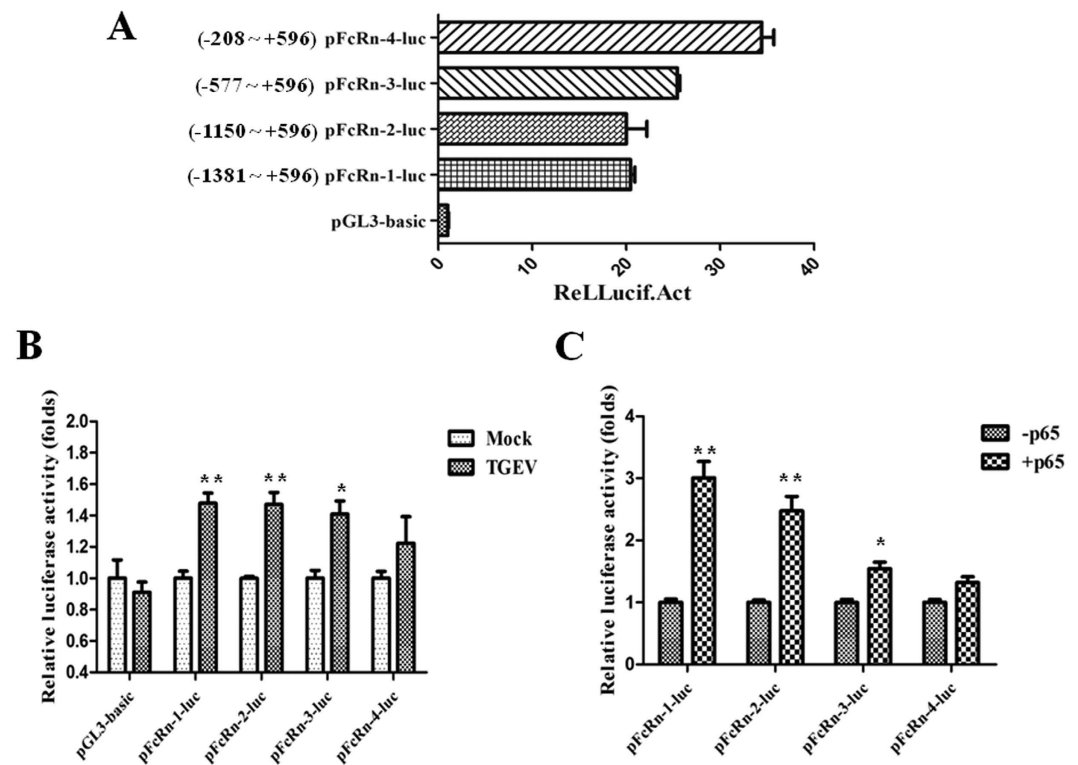 A
(-208~+596) pFcRn-4-luc
(-577~+596) pFcRn-3-luc
(-1150~+596) pFcRn-2-luc
(-1381~+596) pFcRn-1-luc
pGL3-basic
0 10 20 30 40
ReLLucif.Act
B
Relative luciferase activity (folds)
2.0
1.8
1.6
1.4
1.2
1.0
0.8
0.6
0.4
** ** *
Mock
TGEV
pGL3-basic
pFcRn-1-luc
pFcRn-2-luc
pFcRn-3-luc
pFcRn-4-luc
C
Relative luciferase activity (folds)
4
3
2
1
0
** ** *
-p65
+p65
pFcRn-1-luc
pFcRn-2-luc
pFcRn-3-luc
pFcRn-4-luc